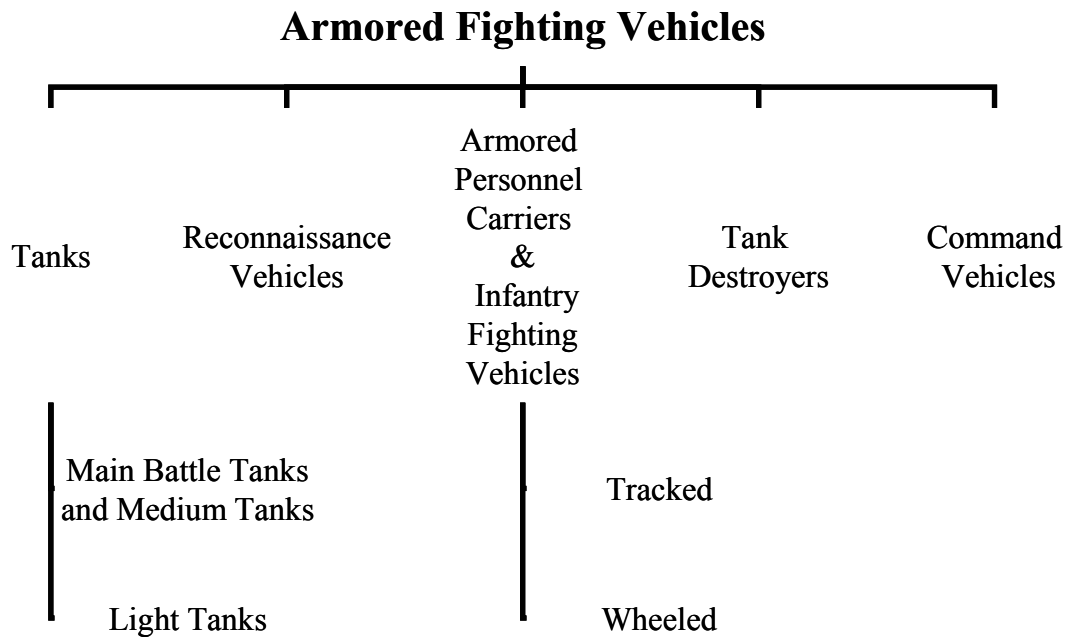 Armored Fighting Vehicles
Tanks
Reconnaissance
Vehicles
Armored
Personnel
Carriers
&
Infantry
Fighting
Vehicles
Tank
Destroyers
Command
Vehicles
Main Battle Tanks
and Medium Tanks
Light Tanks
Tracked
Wheeled